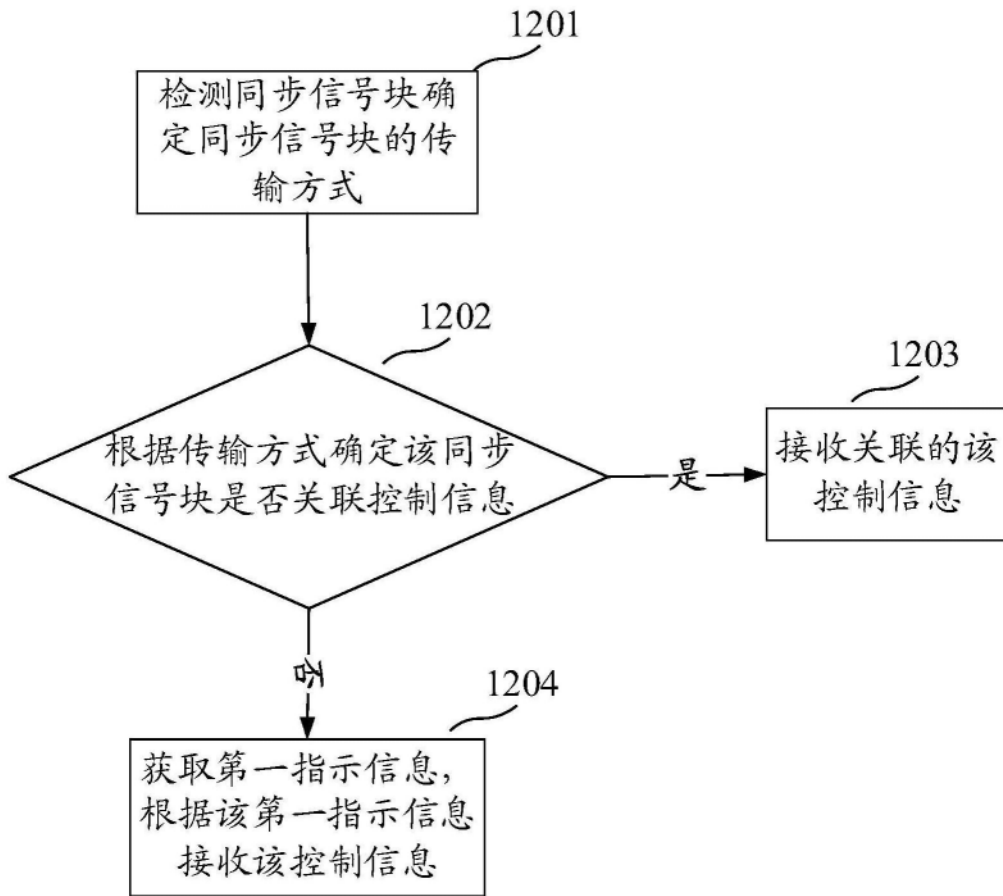 1201
检测同步信号块确
定同步信号块的传
输方式
1202
根据传输方式确定该同步
信号块是否关联控制信息
是
1203
接收关联的该
控制信息
否
1204
获取第一指示信息，
根据该第一指示信息
接收该控制信息